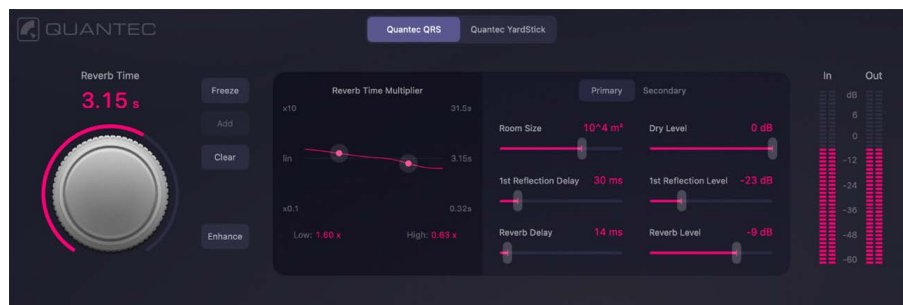 QUANTEC
Quantec QRS
Quantec YardStick
Reverb Time
3.15 s
Freeze
Add
Clear
Enhance
Reverb Time Multiplier
x10
31.5s
lin
3.15s
x0.1
0.32s
Low: 1.60 x
High: 0.63 x
Primary
Secondary
Room Size
10^4 m³
Dry Level
0 dB
1st Reflection Delay
30 ms
1st Reflection Level
-23 dB
Reverb Delay
14 ms
Reverb Level
-9 dB
In
Out
dB
6
0
-12
-24
-36
-48
-60